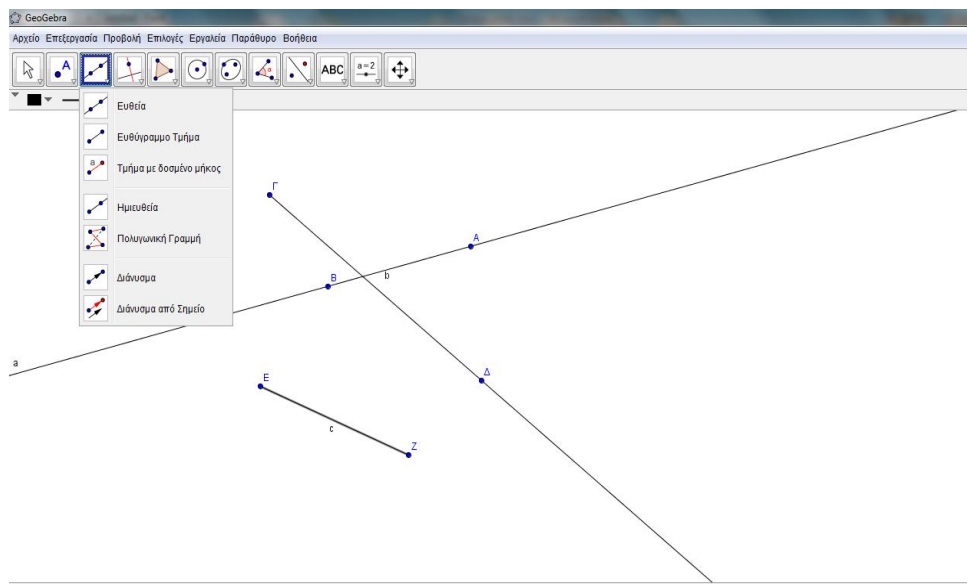 GeoGebra
Αρχείο Επεξεργασία Προβολή Επιλογές Εργαλεία Παράθυρο Βοήθεια
A ABC a=2
Ευθεία
Ευθύγραμμο Τμήμα
a Τμήμα με δοσμένο μήκος
Ημιευθεία
Πολυγωνική Γραμμή
Διάνυσμα
Διάνυσμα από Σημείο
Γ
Α
Β
b
a
Δ
Ε
c
Ζ